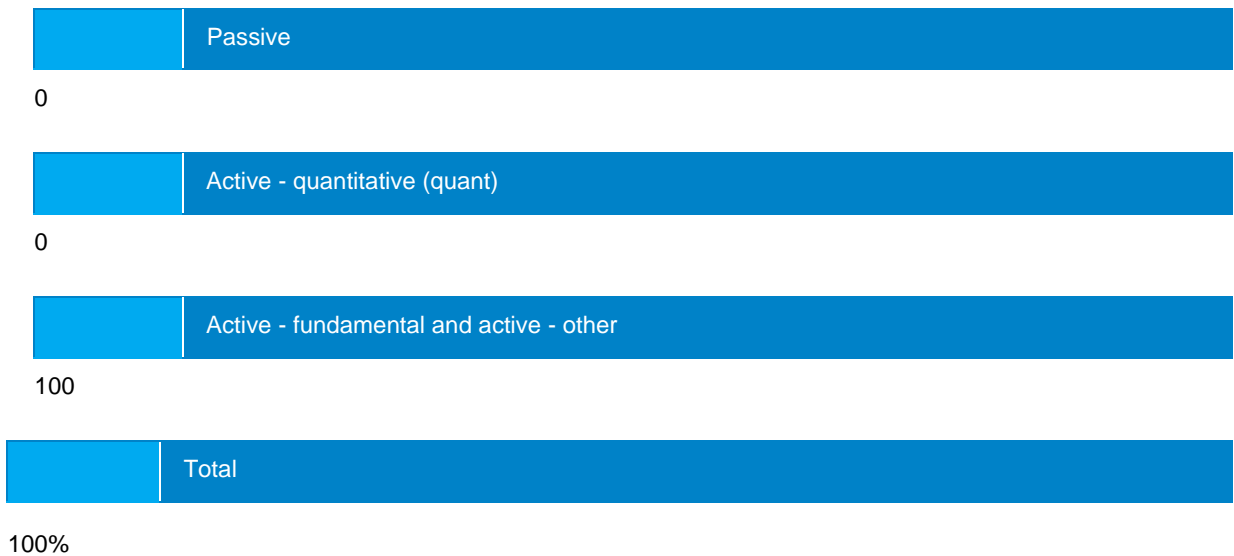 Passive
0
Active - quantitative (quant)
0
Active - fundamental and active - other
100
Total
100%